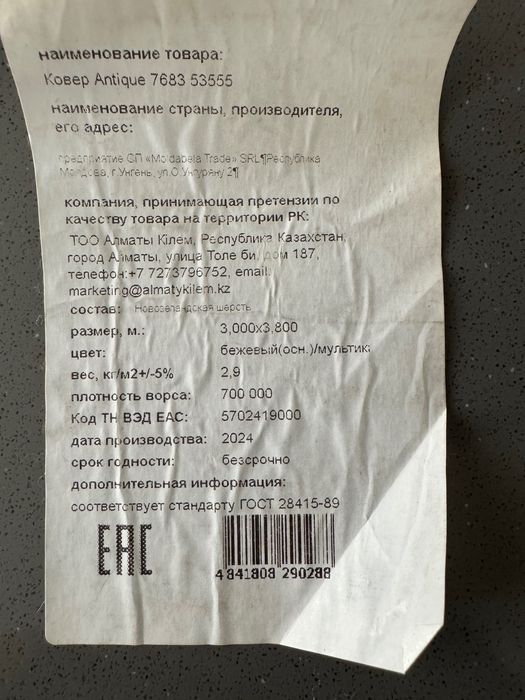 наименование товара:
Ковер Antique 7683 53555
наименование страны, производителя,
его адрес:
предприятие СП «Moldabela Trade» SRL¶Республика
Молдова, г.Унгень, ул.О.Унгуряну 2¶
компания, принимающая претензии по
качеству товара на территории РК:
ТОО Алматы Кілем, Республика Казахстан,
город Алматы, улица Толе би, дом 187,
телефон:+7 7273796752, email:
marketing@almatykilem.kz
состав: Новозеландская шерсть
размер, м.: 3,000x3,800
цвет: бежевый(осн.)/мультик
вес, кг/м2+/-5% 2,9
плотность ворса: 700 000
Код ТН ВЭД ЕАС: 5702419000
дата производства: 2024
срок годности: безсрочно
дополнительная информация:
соответствует стандарту ГОСТ 28415-89
EAC
4 841808 290288